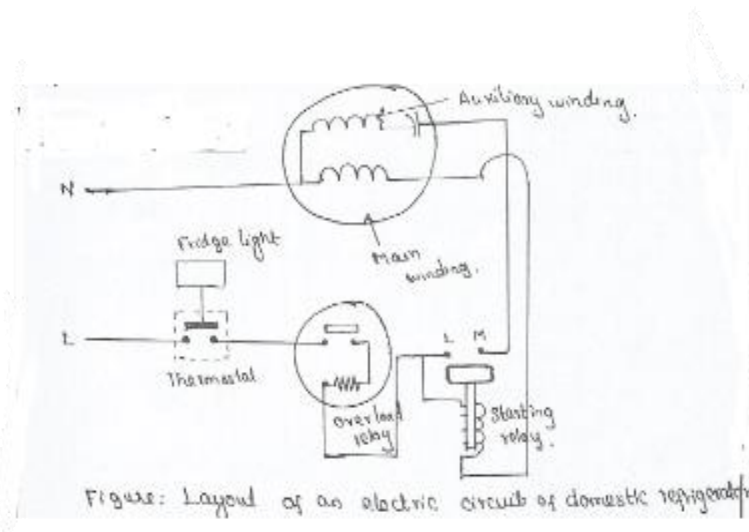 Auxiliary winding.
N
Fridge light
Main
winding.
L
L M
Thermostat
Overload
relay
Starting
relay.
Figure: Layout of an electric circuit of domestic refrigerator